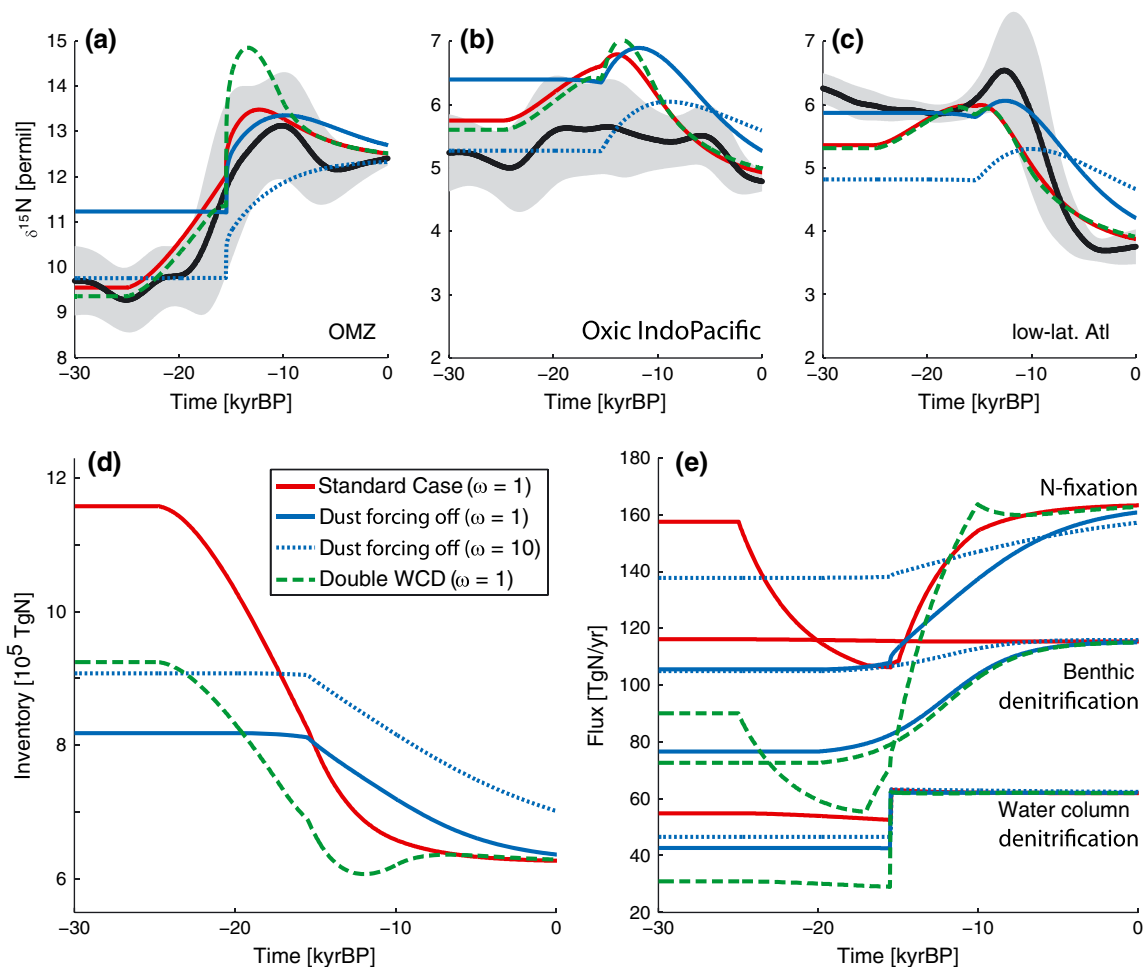 (a)
15
14
13
12
11
10
9
8
δ15N [permil]
OMZ
−30
−20
−10
0
Time [kyrBP]
(b)
7
6
5
4
3
2
Oxic IndoPacific
−30
−20
−10
0
Time [kyrBP]
(c)
7
6
5
4
3
2
low-lat. Atl
−30
−20
−10
0
Time [kyrBP]
(d)
12
11
10
9
8
7
6
Inventory [10^5 TgN]
Standard Case (ω = 1)
Dust forcing off (ω = 1)
Dust forcing off (ω = 10)
Double WCD (ω = 1)
−30
−20
−10
0
Time [kyrBP]
(e)
180
160
140
120
100
80
60
40
20
Flux [TgN/yr]
N-fixation
Benthic
denitrification
Water column
denitrification
−30
−20
−10
0
Time [kyrBP]